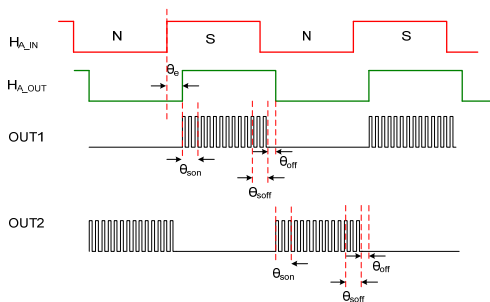 N S N S
H_A_IN
θe
H_A_OUT
OUT1
θson θsoff θoff
OUT2
θson θoff
θsoff